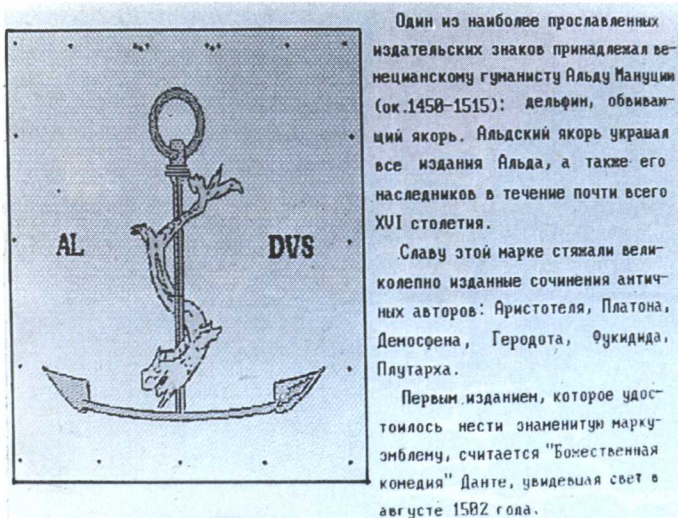 AL DVS
Один из наиболее прославленных
издательских знаков принадлежал ве-
нецианскому гуманисту Альду Мануции
(ок.1450-1515): дельфин, обвиваю-
щий якорь. Альдский якорь украшал
все издания Альда, а также его
наследников в течение почти всего
XVI столетия.
Славу этой марке стяжали вели-
колепно изданные сочинения антич-
ных авторов: Аристотеля, Платона,
Демосфена, Геродота, Фукидида,
Плутарха.
Первым изданием, которое удос-
тоилось нести знаменитую марку-
эмблему, считается "Божественная
комедия" Данте, увидевшая свет в
августе 1502 года.